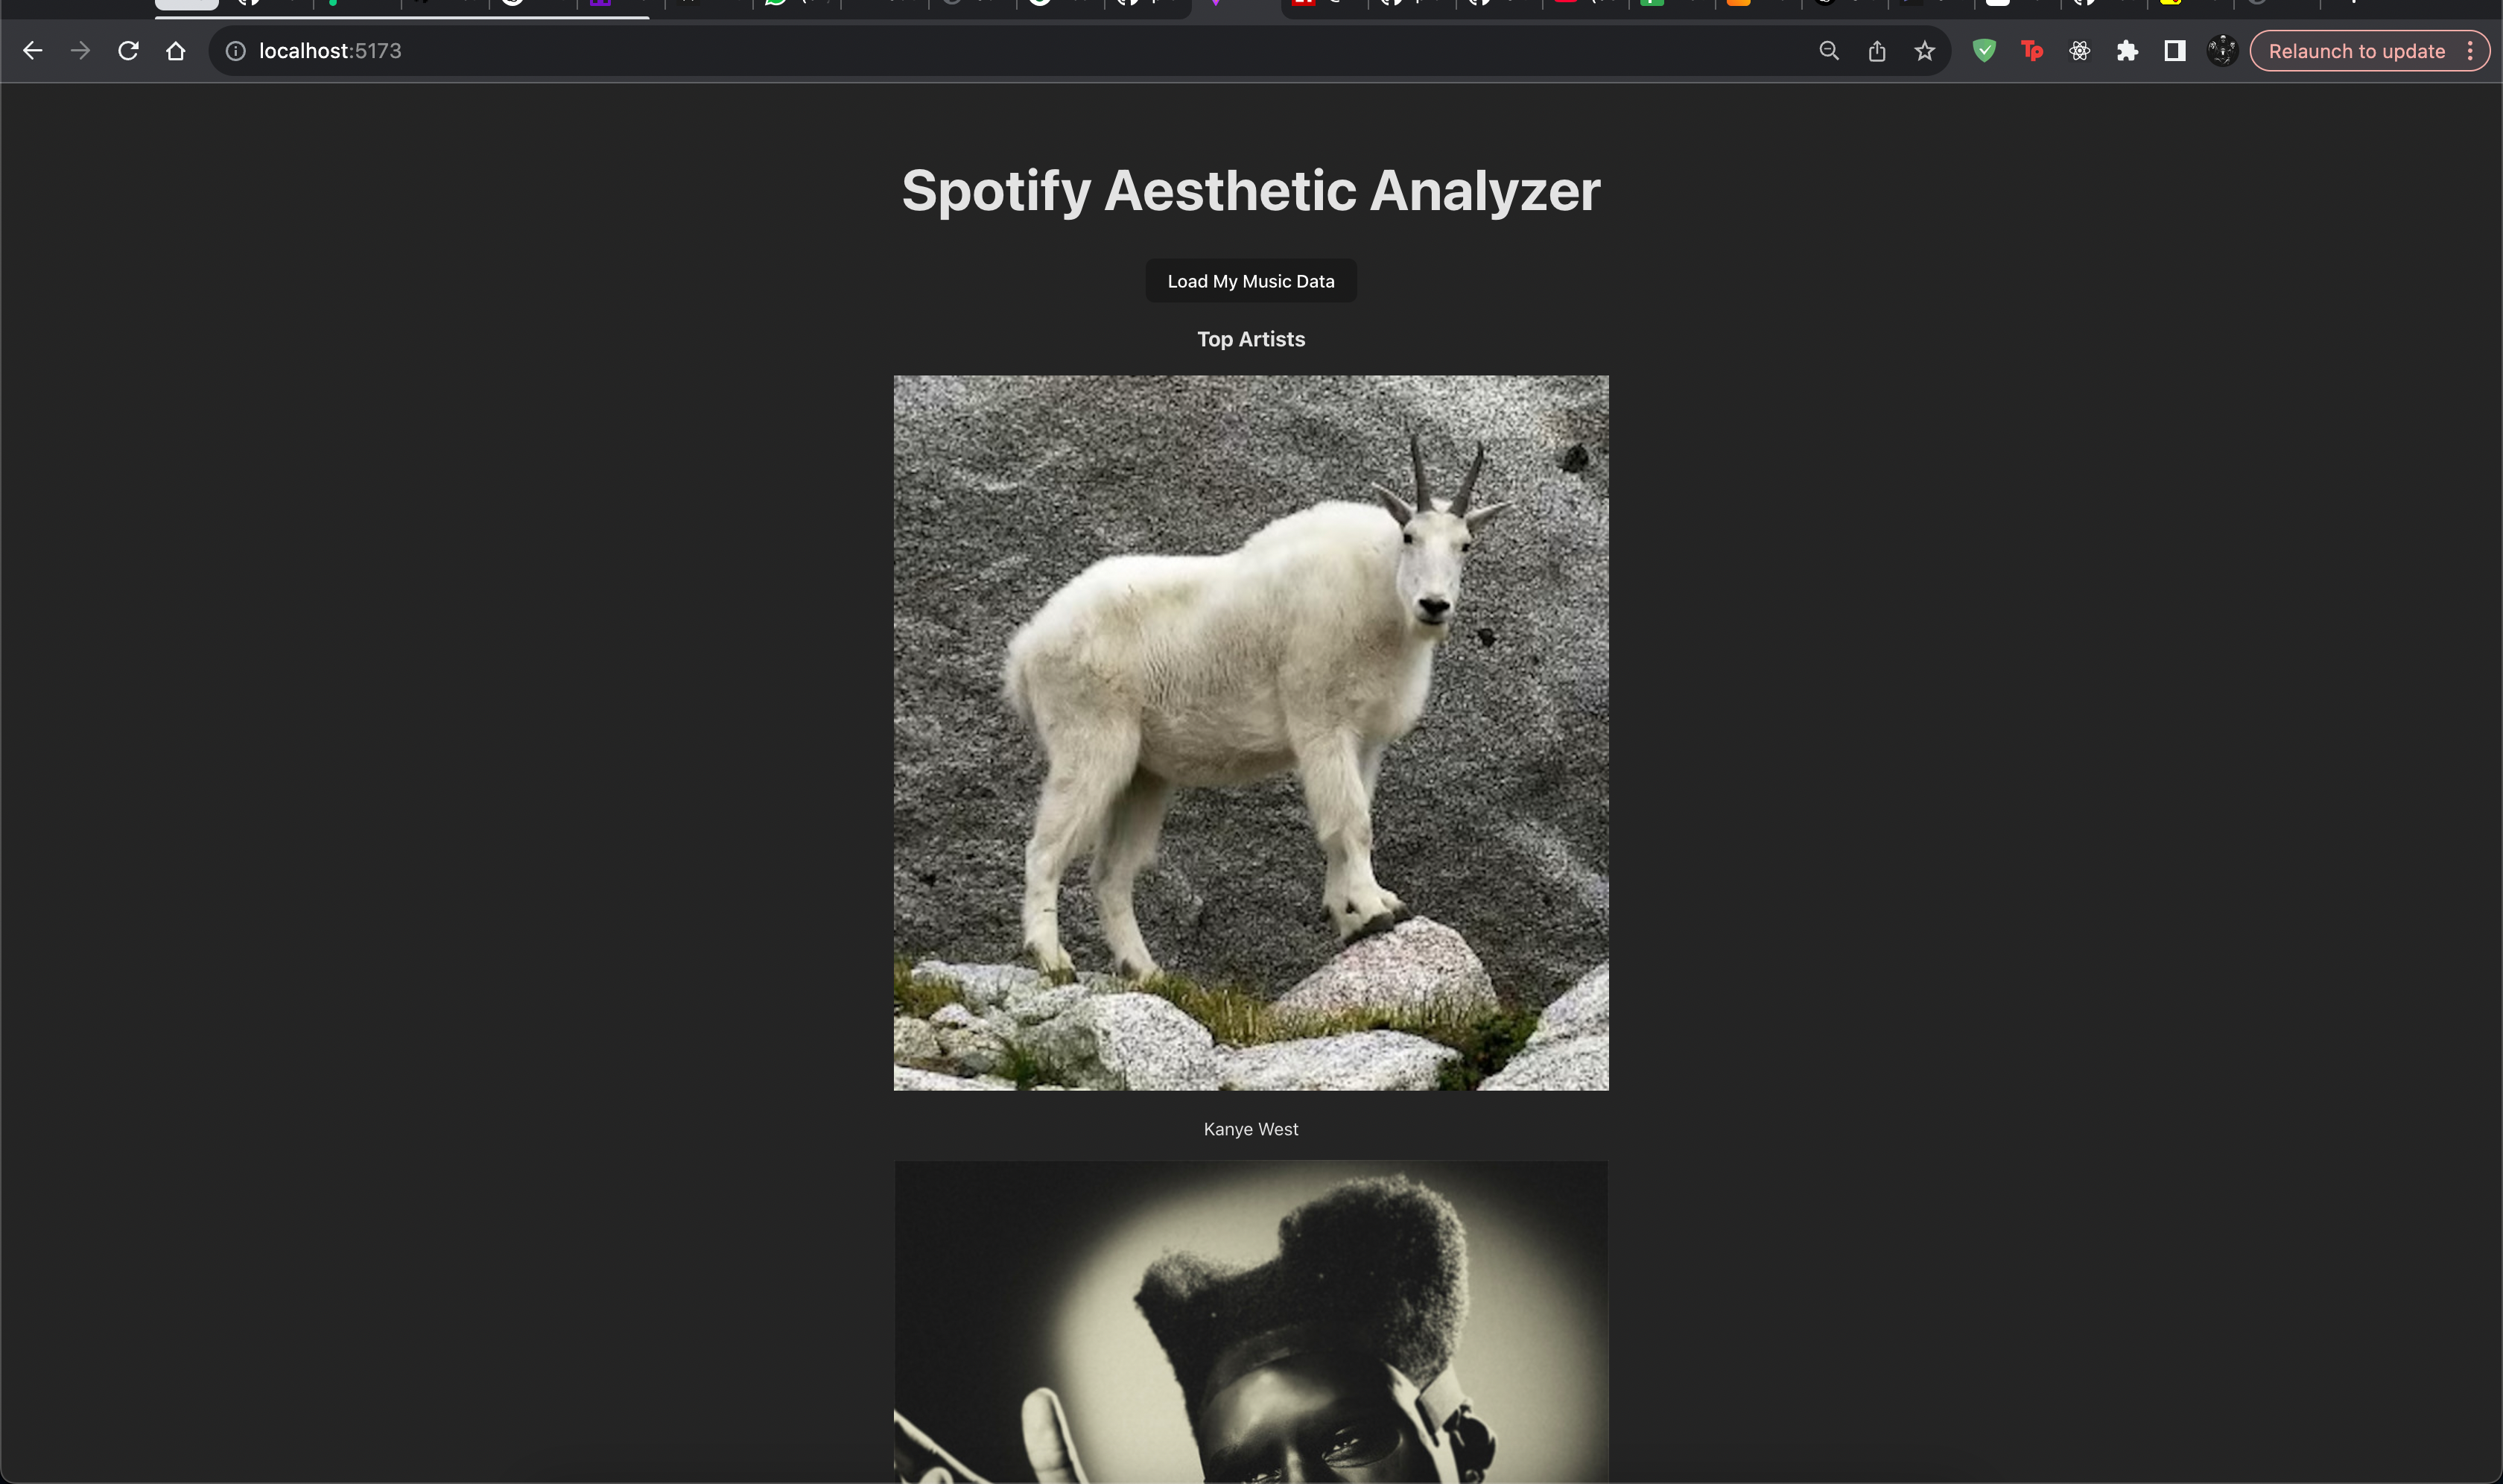 localhost:5173
Relaunch to update
Spotify Aesthetic Analyzer
Load My Music Data
Top Artists
Kanye West